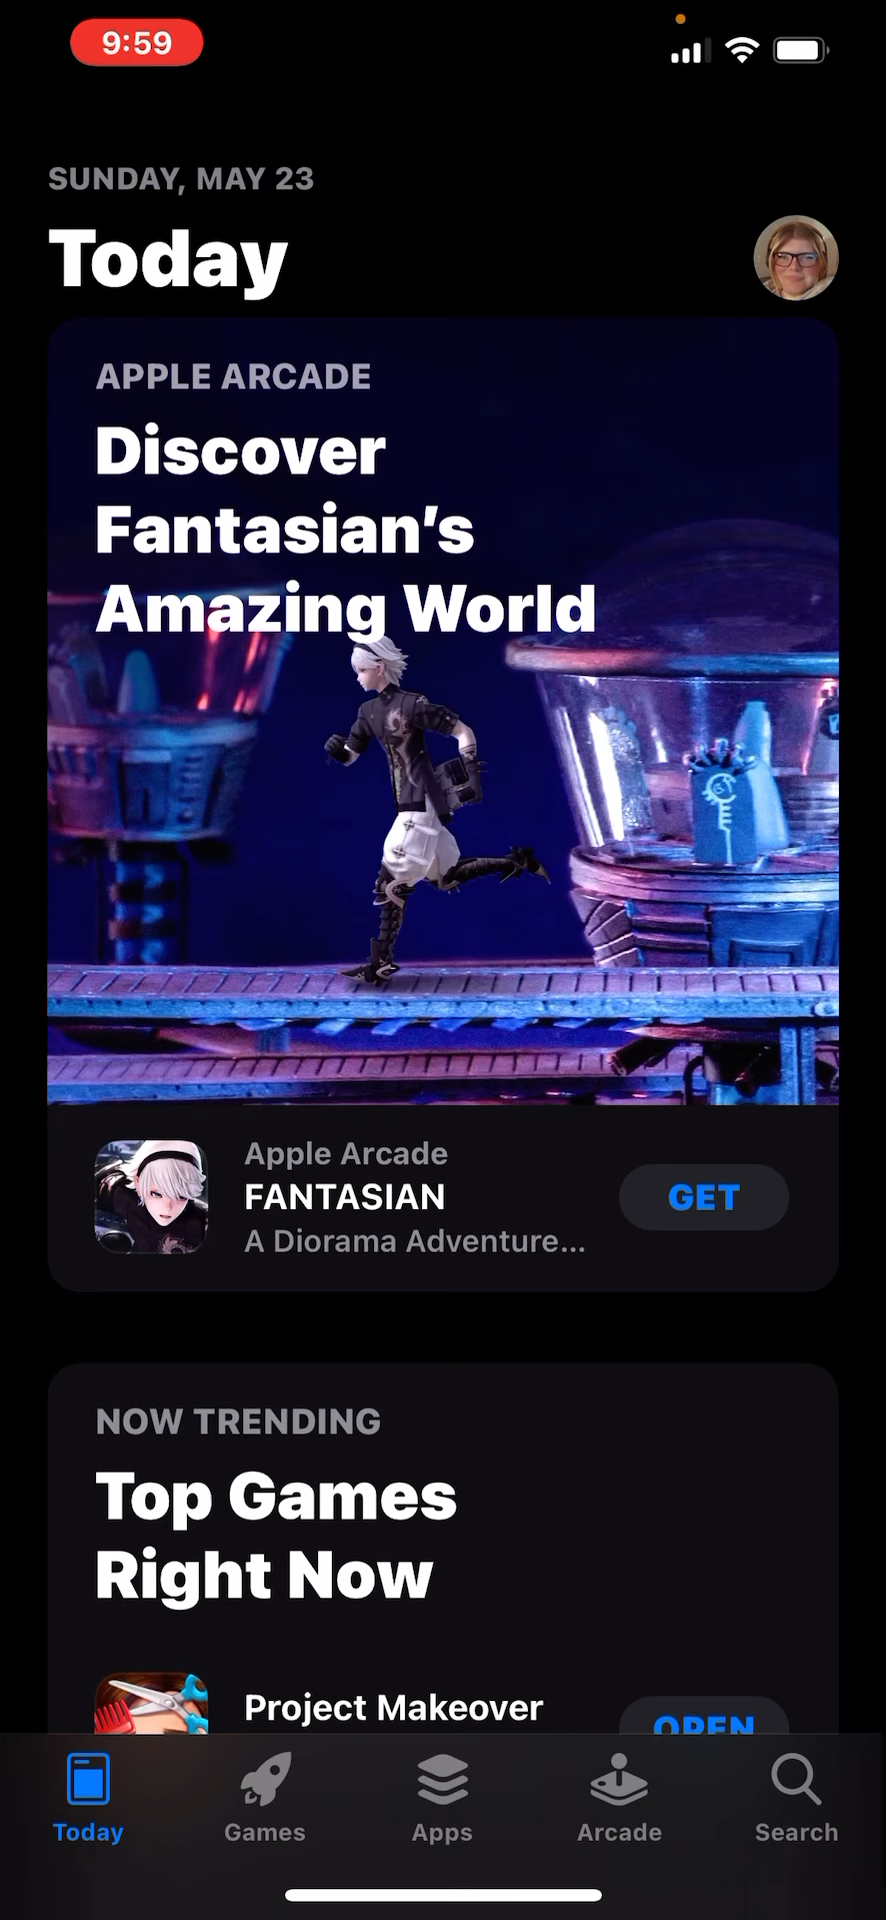 9:59
SUNDAY, MAY 23
Today
APPLE ARCADE
Discover
Fantasian's
Amazing World
Apple Arcade
FANTASIAN
A Diorama Adventure...
GET
NOW TRENDING
Top Games
Right Now
Project Makeover
OPEN
Today
Games
Apps
Arcade
Search